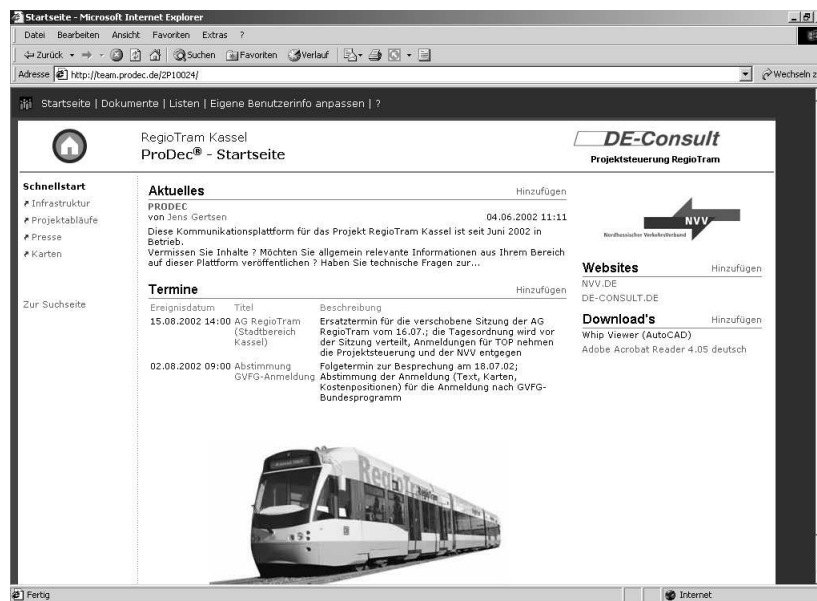 Startseite - Microsoft Internet Explorer
Datei Bearbeiten Ansicht Favoriten Extras ?
Zurück Suchen Favoriten Verlauf
Adresse http://team.prodec.de/2P10024/ Wechseln z
Startseite | Dokumente | Listen | Eigene Benutzerinfo anpassen | ?
RegioTram Kassel
ProDec® - Startseite
DE-Consult
Projektsteuerung RegioTram
Schnellstart
Infrastruktur
Projektabläufe
Presse
Karten
Zur Suchseite
Aktuelles Hinzufügen
PRODEC
von Jens Gertsen 04.06.2002 11:11
Diese Kommunikationsplattform für das Projekt RegioTram Kassel ist seit Juni 2002 in
Betrieb.
Vermissen Sie Inhalte ? Möchten Sie allgemein relevante Informationen aus Ihrem Bereich
auf dieser Plattform veröffentlichen ? Haben Sie technische Fragen zur...
Termine Hinzufügen
Ereignisdatum Titel Beschreibung
15.08.2002 14:00 AG RegioTram Ersatztermin für die verschobene Sitzung der AG
(Stadtbereich RegioTram vom 16.07.; die Tagesordnung wird vor
Kassel) der Sitzung verteilt, Anmeldungen für TOP nehmen
die Projektsteuerung und der NVV entgegen
02.08.2002 09:00 Abstimmung Folgetermin zur Besprechung am 18.07.02;
GVFG-Anmeldung Abstimmung der Anmeldung (Text, Karten,
Kostenpositionen) für die Anmeldung nach GVFG-
Bundesprogramm
NVV
Nordhessischer VerkehrsVerbund
Websites Hinzufügen
NVV.DE
DE-CONSULT.DE
Download's Hinzufügen
Whip Viewer (AutoCAD)
Adobe Acrobat Reader 4.05 deutsch
RegioTram
RegioTram
Fertig Internet